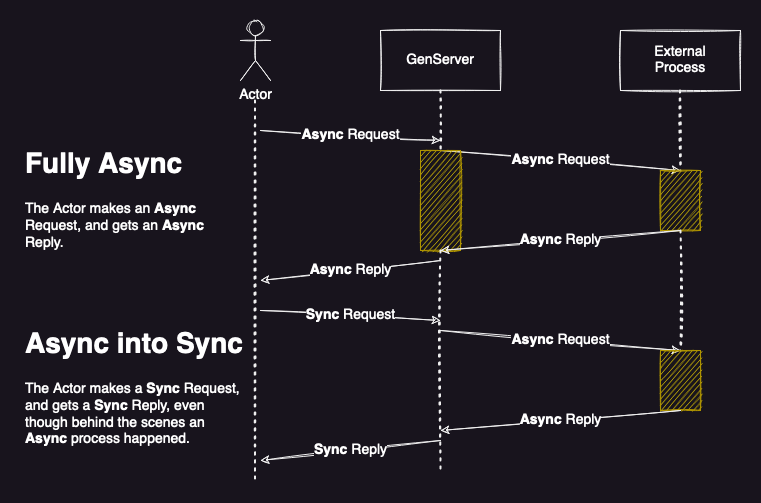 Actor
GenServer
External
Process
Async Request
Async Request
Fully Async
The Actor makes an Async
Request, and gets an Async
Reply.
Async Reply
Async Reply
Sync Request
Async into Sync
Async Request
The Actor makes a Sync Request,
and gets a Sync Reply, even
though behind the scenes an
Async process happened.
Async Reply
Sync Reply